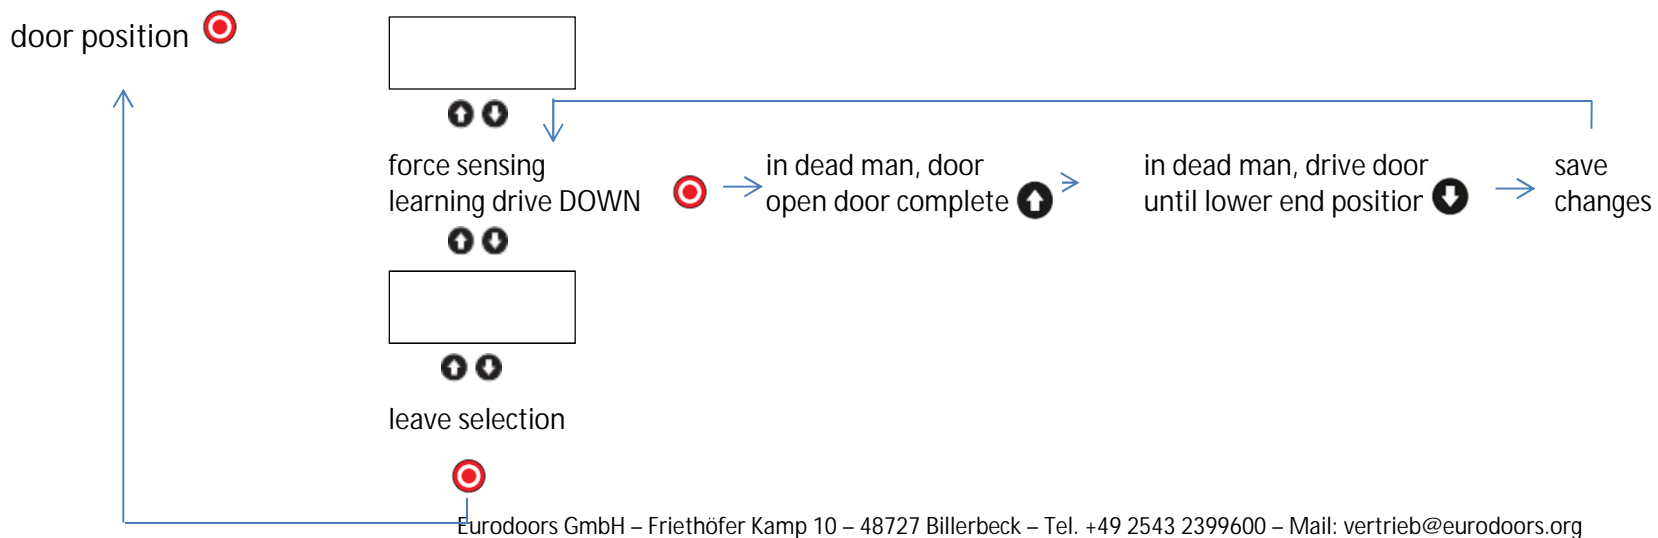 door position
force sensing
learning drive DOWN
in dead man, door
open door complete
in dead man, drive door
until lower end position
save
changes
leave selection
Eurodoors GmbH – Friethöfer Kamp 10 – 48727 Billerbeck – Tel. +49 2543 2399600 – Mail: vertrieb@eurodoors.org